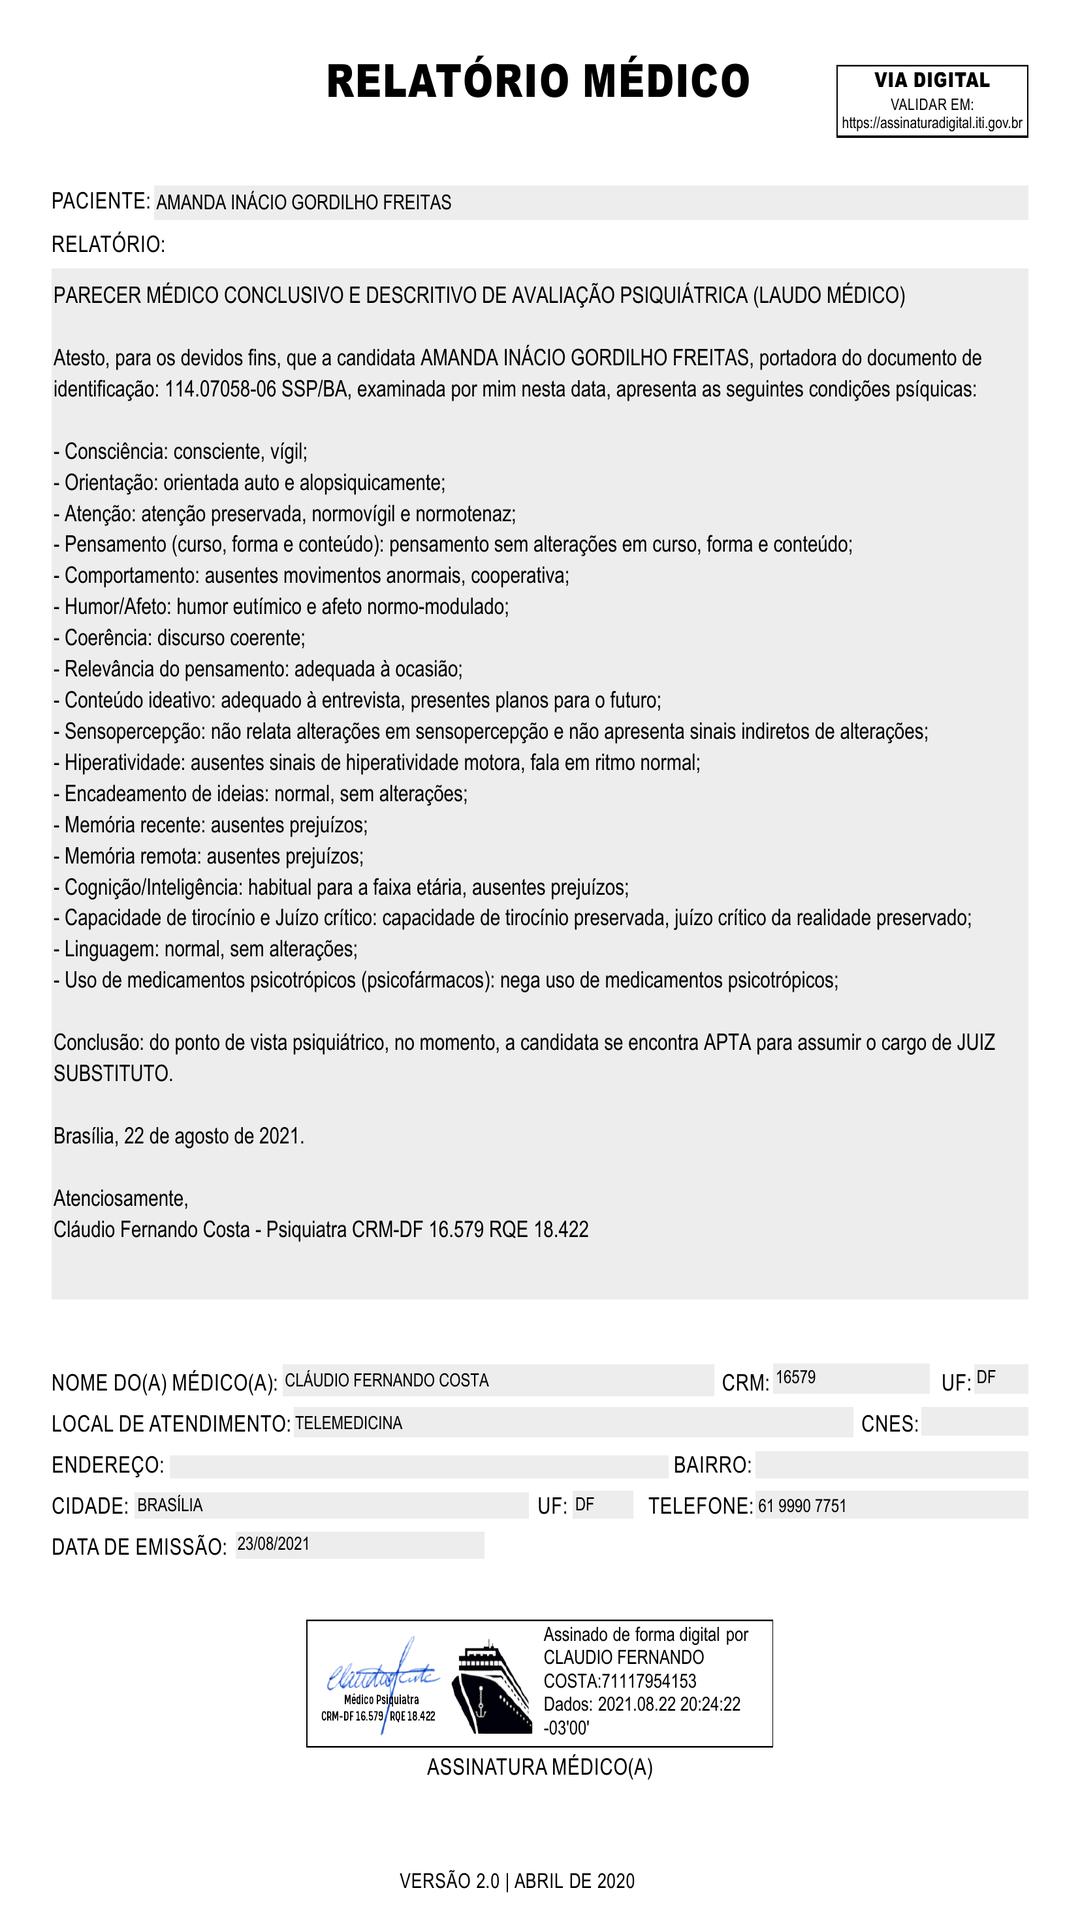 RELATÓRIO MÉDICO
VIA DIGITAL
VALIDAR EM:
https://assinaturadigital.iti.gov.br
PACIENTE: AMANDA INÁCIO GORDILHO FREITAS
RELATÓRIO:
PARECER MÉDICO CONCLUSIVO E DESCRITIVO DE AVALIAÇÃO PSIQUIÁTRICA (LAUDO MÉDICO)
Atesto, para os devidos fins, que a candidata AMANDA INÁCIO GORDILHO FREITAS, portadora do documento de
identificação: 114.07058-06 SSP/BA, examinada por mim nesta data, apresenta as seguintes condições psíquicas:
- Consciência: consciente, vígil;
- Orientação: orientada auto e alopsiquicamente;
- Atenção: atenção preservada, normovígil e normotenaz;
- Pensamento (curso, forma e conteúdo): pensamento sem alterações em curso, forma e conteúdo;
- Comportamento: ausentes movimentos anormais, cooperativa;
- Humor/Afeto: humor eutímico e afeto normo-modulado;
- Coerência: discurso coerente;
- Relevância do pensamento: adequada à ocasião;
- Conteúdo ideativo: adequado à entrevista, presentes planos para o futuro;
- Sensopercepção: não relata alterações em sensopercepção e não apresenta sinais indiretos de alterações;
- Hiperatividade: ausentes sinais de hiperatividade motora, fala em ritmo normal;
- Encadeamento de ideias: normal, sem alterações;
- Memória recente: ausentes prejuízos;
- Memória remota: ausentes prejuízos;
- Cognição/Inteligência: habitual para a faixa etária, ausentes prejuízos;
- Capacidade de tirocínio e Juízo crítico: capacidade de tirocínio preservada, juízo crítico da realidade preservado;
- Linguagem: normal, sem alterações;
- Uso de medicamentos psicotrópicos (psicofármacos): nega uso de medicamentos psicotrópicos;
Conclusão: do ponto de vista psiquiátrico, no momento, a candidata se encontra APTA para assumir o cargo de JUIZ
SUBSTITUTO.
Brasília, 22 de agosto de 2021.
Atenciosamente,
Cláudio Fernando Costa - Psiquiatra CRM-DF 16.579 RQE 18.422
NOME DO(A) MÉDICO(A): CLÁUDIO FERNANDO COSTA CRM: 16579 UF: DF
LOCAL DE ATENDIMENTO: TELEMEDICINA CNES:
ENDEREÇO: BAIRRO:
CIDADE: BRASÍLIA UF: DF TELEFONE: 61 9990 7751
DATA DE EMISSÃO: 23/08/2021
Médico Psiquiatra
CRM-DF 16.579 RQE 18.422
Assinado de forma digital por
CLAUDIO FERNANDO
COSTA:71117954153
Dados: 2021.08.22 20:24:22
-03'00'
ASSINATURA MÉDICO(A)
VERSÃO 2.0 | ABRIL DE 2020